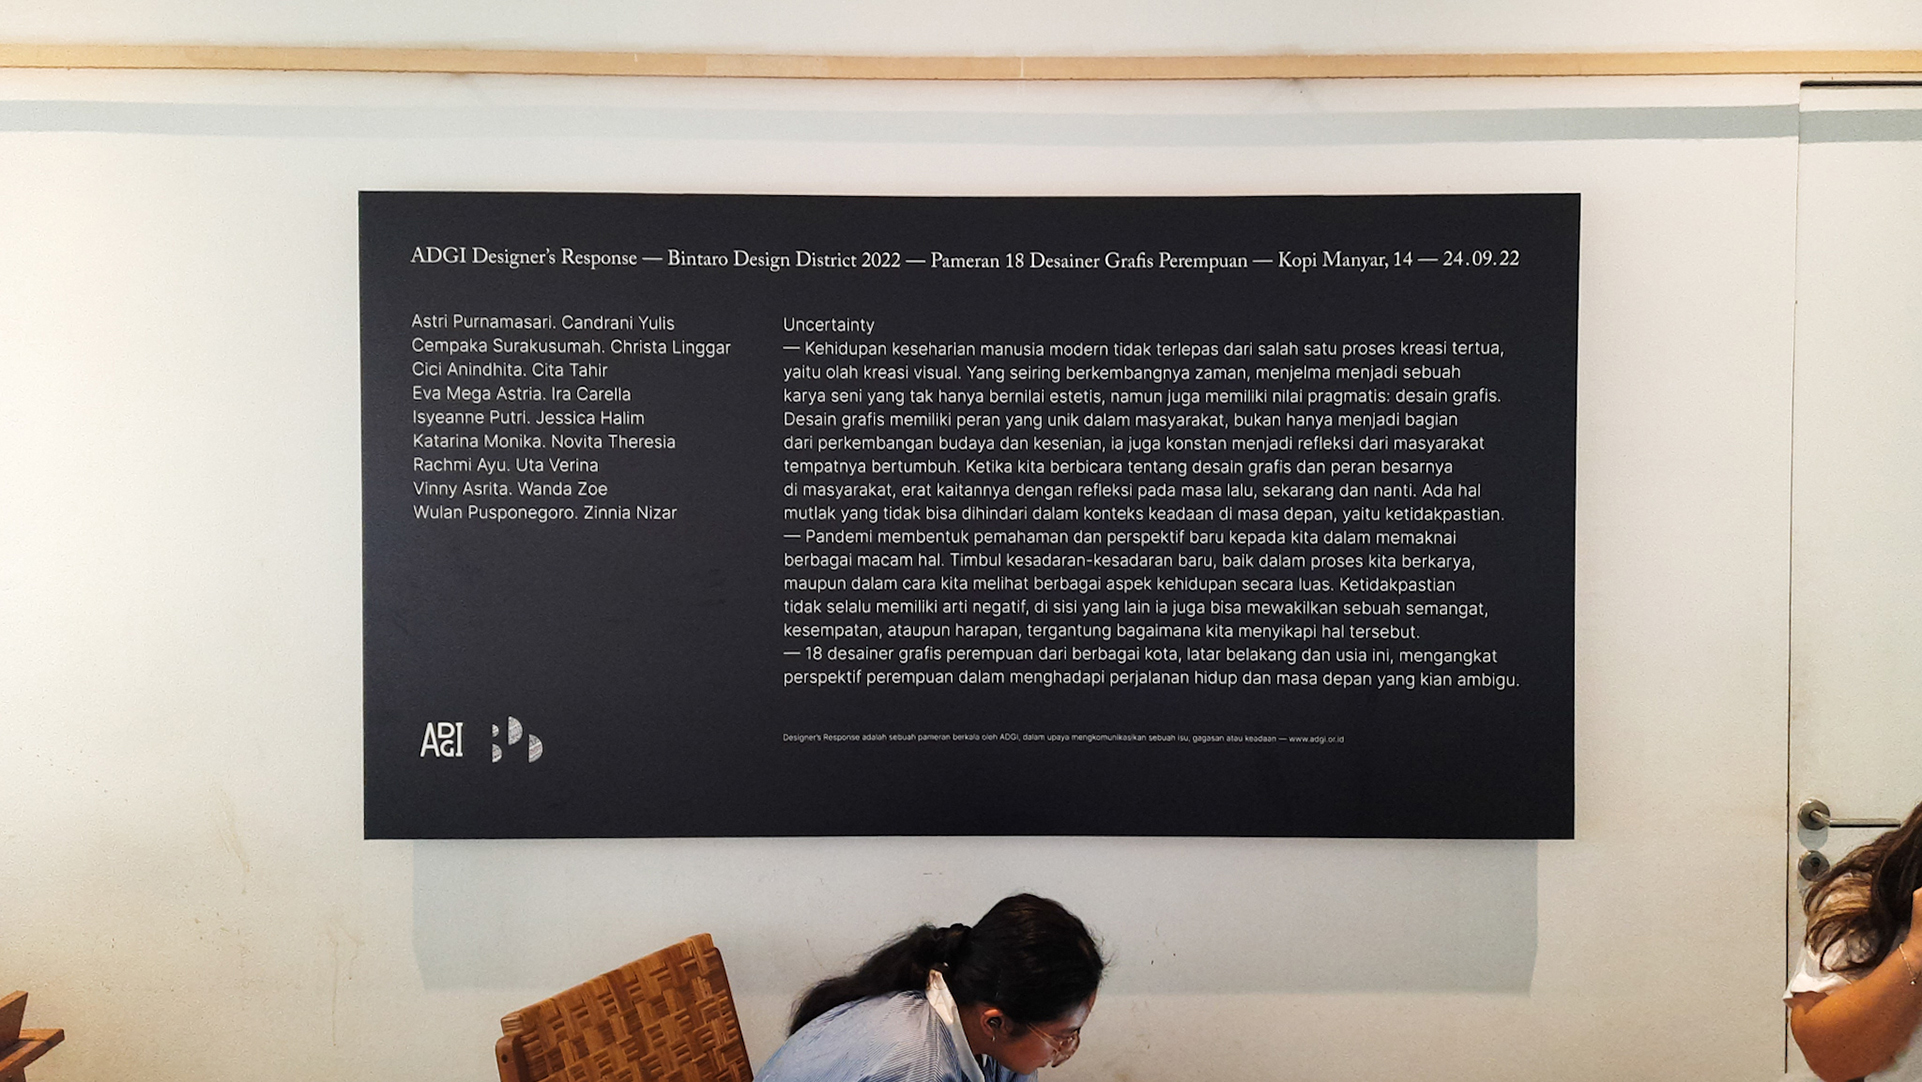 ADGI Designer's Response — Bintaro Design District 2022 — Pameran 18 Desainer Grafis Perempuan — Kopi Manyar, 14 — 24.09.22
Astri Purnamasari. Candrani Yulis
Cempaka Surakusumah. Christa Linggar
Cici Anindhita. Cita Tahir
Eva Mega Astria. Ira Carella
Isyeanne Putri. Jessica Halim
Katarina Monika. Novita Theresia
Rachmi Ayu. Uta Verina
Vinny Asrita. Wanda Zoe
Wulan Pusponegoro. Zinnia Nizar
Uncertainty
— Kehidupan keseharian manusia modern tidak terlepas dari salah satu proses kreasi tertua,
yaitu olah kreasi visual. Yang seiring berkembangnya zaman, menjelma menjadi sebuah
karya seni yang tak hanya bernilai estetis, namun juga memiliki nilai pragmatis: desain grafis.
Desain grafis memiliki peran yang unik dalam masyarakat, bukan hanya menjadi bagian
dari perkembangan budaya dan kesenian, ia juga konstan menjadi refleksi dari masyarakat
tempatnya bertumbuh. Ketika kita berbicara tentang desain grafis dan peran besarnya
di masyarakat, erat kaitannya dengan refleksi pada masa lalu, sekarang dan nanti. Ada hal
mutlak yang tidak bisa dihindari dalam konteks keadaan di masa depan, yaitu ketidakpastian.
— Pandemi membentuk pemahaman dan perspektif baru kepada kita dalam memaknai
berbagai macam hal. Timbul kesadaran-kesadaran baru, baik dalam proses kita berkarya,
maupun dalam cara kita melihat berbagai aspek kehidupan secara luas. Ketidakpastian
tidak selalu memiliki arti negatif, di sisi yang lain ia juga bisa mewakilkan sebuah semangat,
kesempatan, ataupun harapan, tergantung bagaimana kita menyikapi hal tersebut.
— 18 desainer grafis perempuan dari berbagai kota, latar belakang dan usia ini, mengangkat
perspektif perempuan dalam menghadapi perjalanan hidup dan masa depan yang kian ambigu.
ADGI
Designer's Response adalah sebuah pameran berkala oleh ADGI, dalam upaya mengkomunikasikan sebuah isu, gagasan atau keadaan — www.adgi.or.id